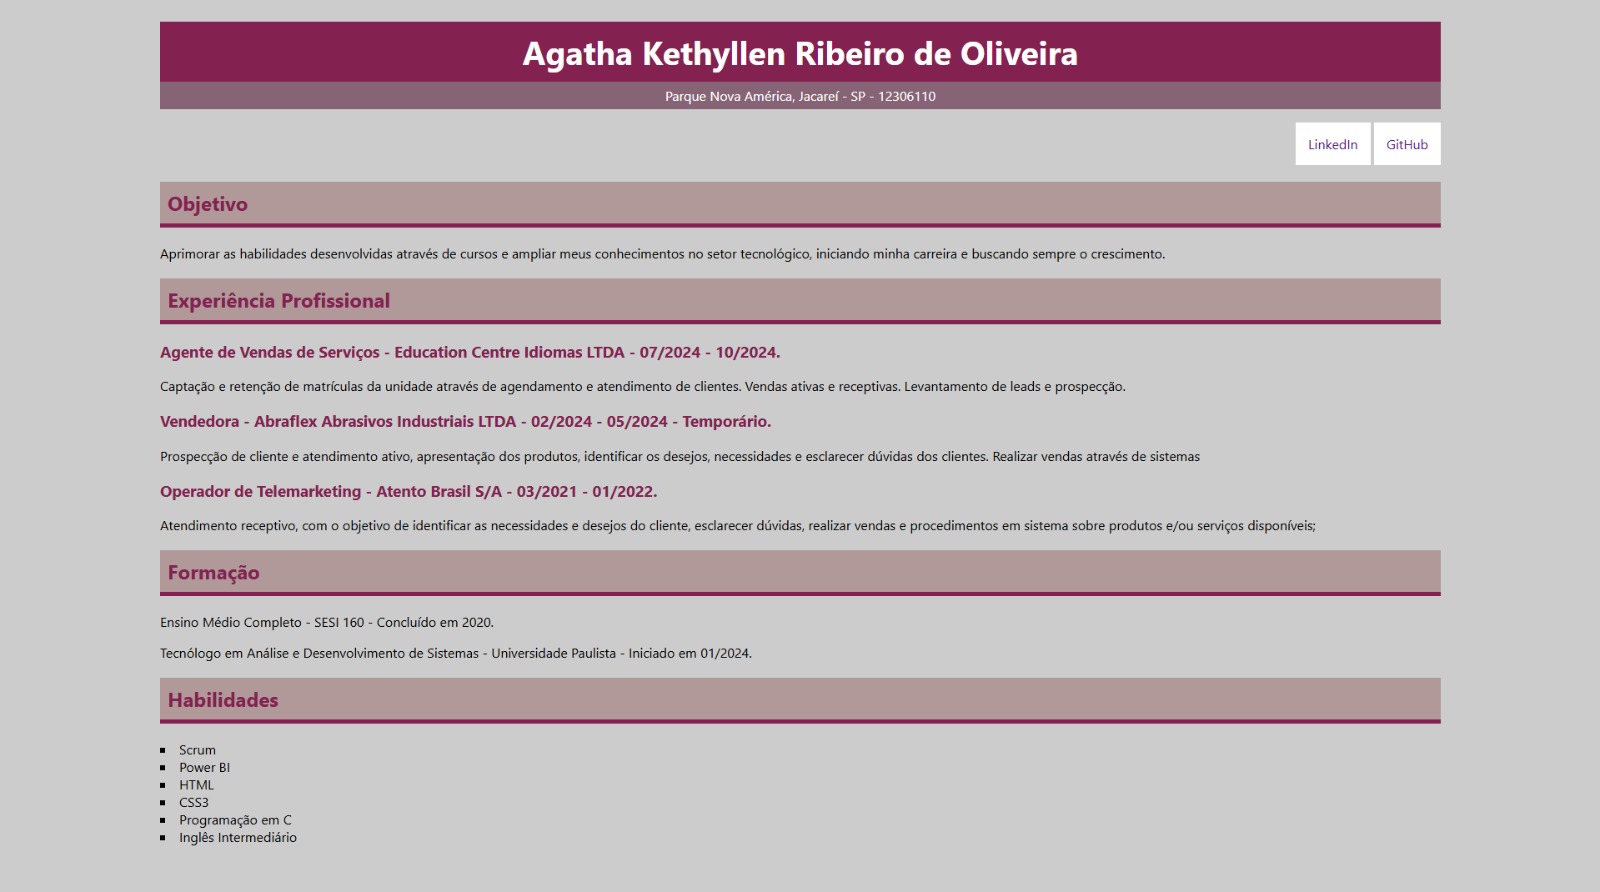 Agatha Kethyllen Ribeiro de Oliveira
Parque Nova América, Jacareí - SP - 12306110
LinkedIn GitHub
Objetivo
Aprimorar as habilidades desenvolvidas através de cursos e ampliar meus conhecimentos no setor tecnológico, iniciando minha carreira e buscando sempre o crescimento.
Experiência Profissional
Agente de Vendas de Serviços - Education Centre Idiomas LTDA - 07/2024 - 10/2024.
Captação e retenção de matrículas da unidade através de agendamento e atendimento de clientes. Vendas ativas e receptivas. Levantamento de leads e prospecção.
Vendedora - Abraflex Abrasivos Industriais LTDA - 02/2024 - 05/2024 - Temporário.
Prospecção de cliente e atendimento ativo, apresentação dos produtos, identificar os desejos, necessidades e esclarecer dúvidas dos clientes. Realizar vendas através de sistemas
Operador de Telemarketing - Atento Brasil S/A - 03/2021 - 01/2022.
Atendimento receptivo, com o objetivo de identificar as necessidades e desejos do cliente, esclarecer dúvidas, realizar vendas e procedimentos em sistema sobre produtos e/ou serviços disponíveis;
Formação
Ensino Médio Completo - SESI 160 - Concluído em 2020.
Tecnólogo em Análise e Desenvolvimento de Sistemas - Universidade Paulista - Iniciado em 01/2024.
Habilidades
▪ Scrum
▪ Power BI
▪ HTML
▪ CSS3
▪ Programação em C
▪ Inglês Intermediário